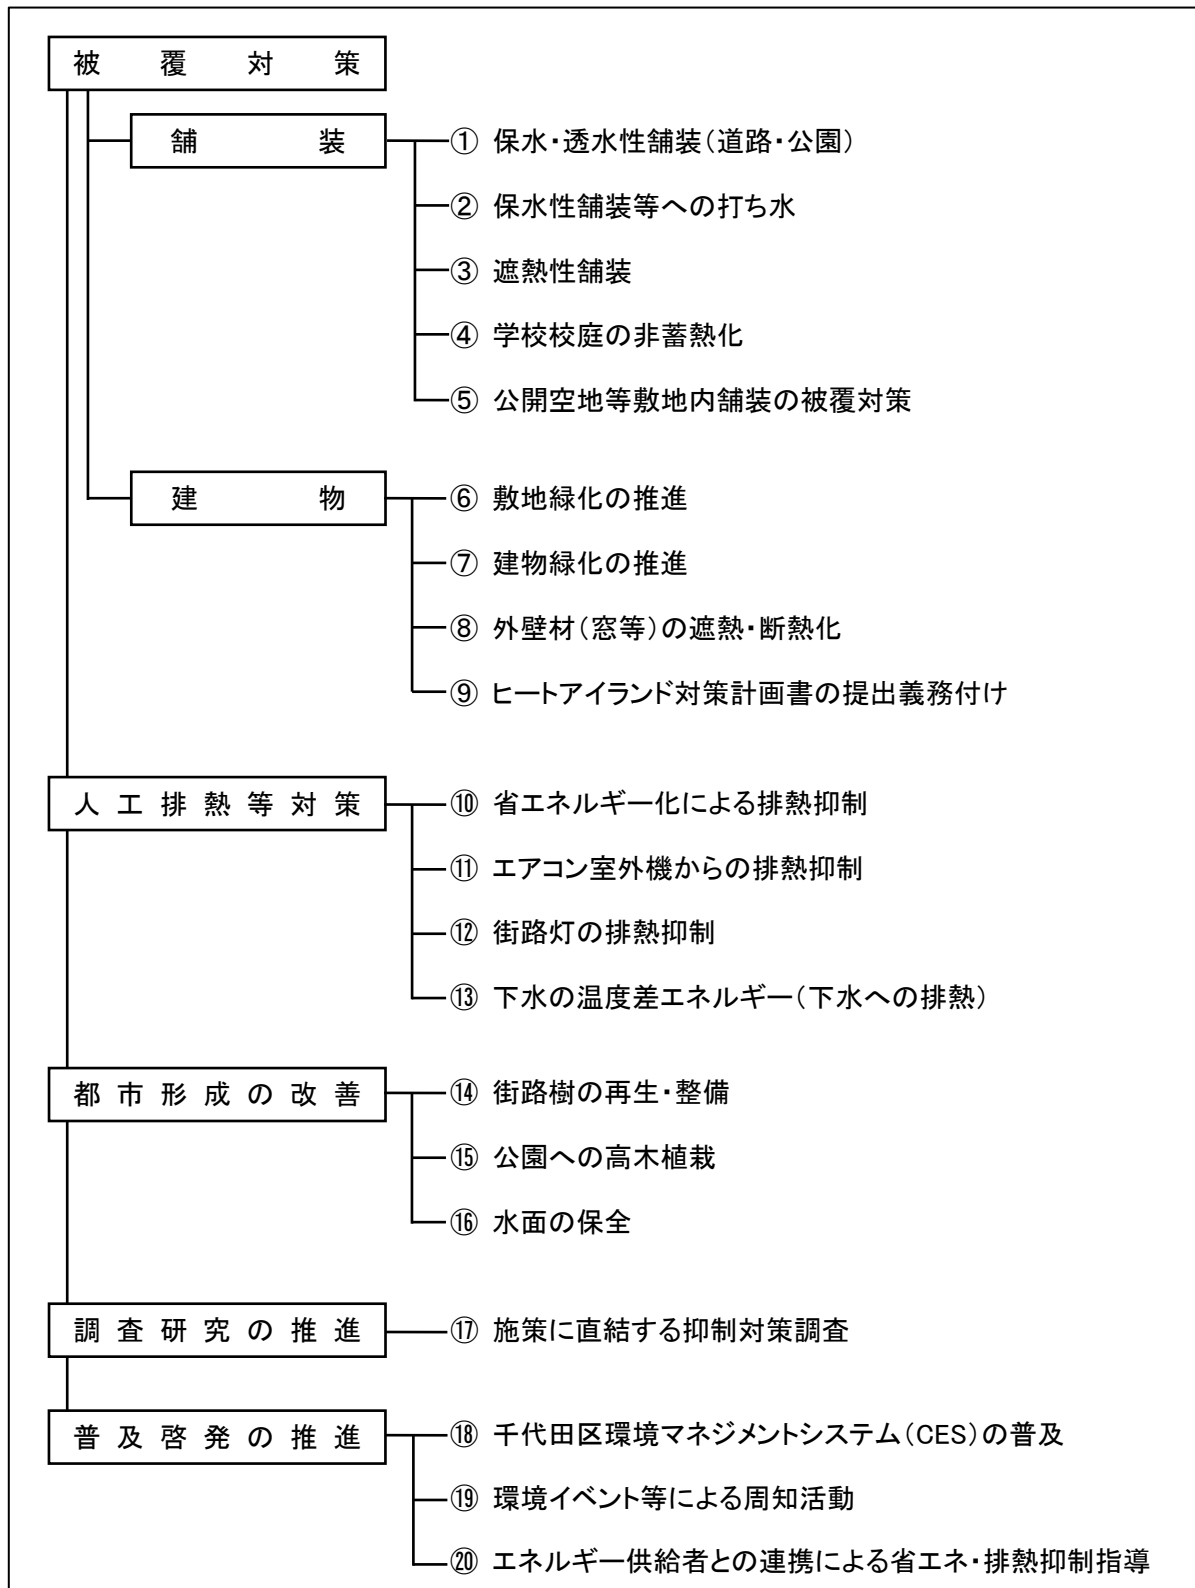 被覆対策
舗装
① 保水・透水性舗装(道路・公園)
② 保水性舗装等への打ち水
③ 遮熱性舗装
④ 学校校庭の非蓄熱化
⑤ 公開空地等敷地内舗装の被覆対策
建物
⑥ 敷地緑化の推進
⑦ 建物緑化の推進
⑧ 外壁材(窓等)の遮熱・断熱化
⑨ ヒートアイランド対策計画書の提出義務付け
人工排熱等対策
⑩ 省エネルギー化による排熱抑制
⑪ エアコン室外機からの排熱抑制
⑫ 街路灯の排熱抑制
⑬ 下水の温度差エネルギー(下水への排熱)
都市形成の改善
⑭ 街路樹の再生・整備
⑮ 公園への高木植栽
⑯ 水面の保全
調査研究の推進
⑰ 施策に直結する抑制対策調査
普及啓発の推進
⑱ 千代田区環境マネジメントシステム(CES)の普及
⑲ 環境イベント等による周知活動
⑳ エネルギー供給者との連携による省エネ・排熱抑制指導